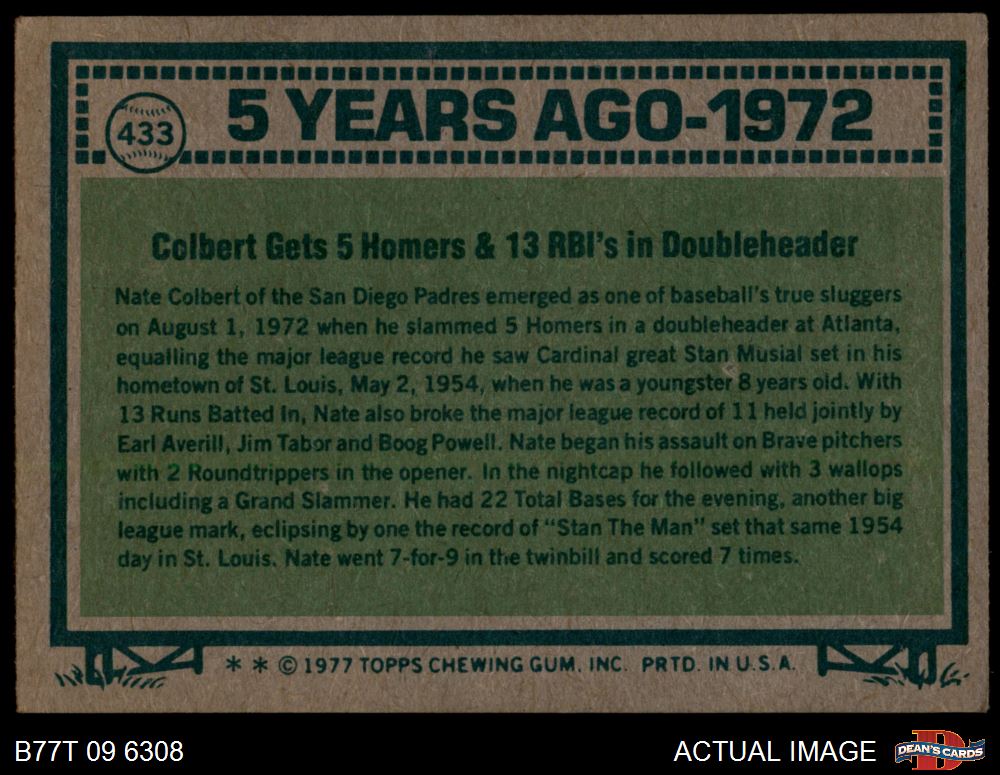 433
5 YEARS AGO-1972
Colbert Gets 5 Homers & 13 RBI's in Doubleheader
Nate Colbert of the San Diego Padres emerged as one of baseball's true sluggers
on August 1, 1972 when he slammed 5 Homers in a doubleheader at Atlanta,
equalling the major league record he saw Cardinal great Stan Musial set in his
hometown of St. Louis, May 2, 1954, when he was a youngster 8 years old. With
13 Runs Batted In, Nate also broke the major league record of 11 held jointly by
Earl Averill, Jim Tabor and Boog Powell. Nate began his assault on Brave pitchers
with 2 Roundtrippers in the opener. In the nightcap he followed with 3 wallops
including a Grand Slammer. He had 22 Total Bases for the evening, another big
league mark, eclipsing by one the record of "Stan The Man" set that same 1954
day in St. Louis. Nate went 7-for-9 in the twinbill and scored 7 times.
* * © 1977 TOPPS CHEWING GUM, INC. PRTD. IN U.S.A.
B77T 09 6308
ACTUAL IMAGE
D
DEAN'S CARDS